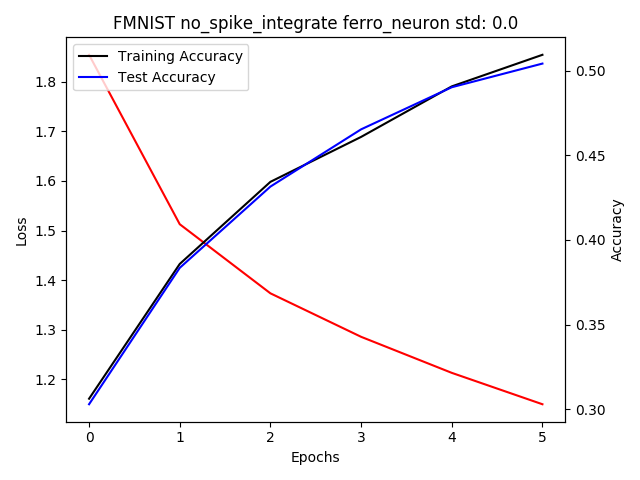 FMNIST no_spike_integrate ferro_neuron std: 0.0
Training Accuracy
Test Accuracy
1.8
1.7
1.6
1.5
1.4
1.3
1.2
Loss
0.50
0.45
0.40
0.35
0.30
Accuracy
0 1 2 3 4 5
Epochs